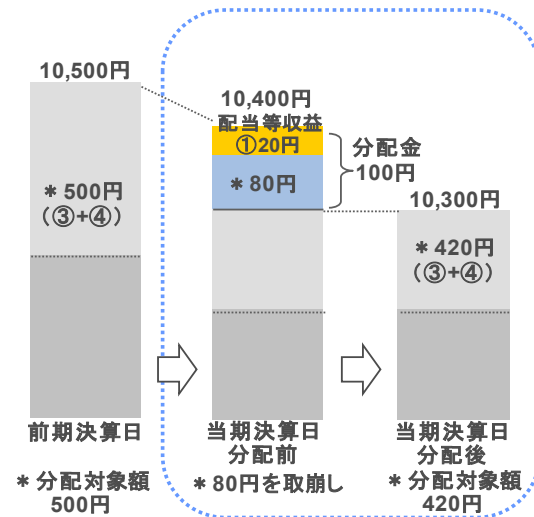 10,500円
＊500円
（③+④）
前期決算日
＊分配対象額
500円
10,400円
配当等収益
①20円
＊80円
分配金
100円
当期決算日
分配前
＊80円を取崩し
10,300円
＊420円
（③+④）
当期決算日
分配後
＊分配対象額
420円